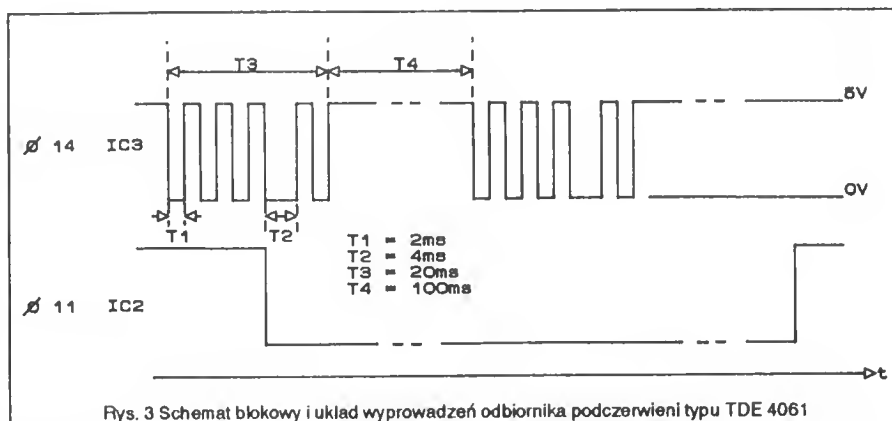 T3 T4
5V
Ø 14 IC3
0V
T1 T2
T1 = 2ms
T2 = 4ms
T3 = 20ms
T4 = 100ms
Ø 11 IC2
t
Rys. 3 Schemat blokowy i układ wyprowadzeń odbiornika podczerwieni typu TDE 4061